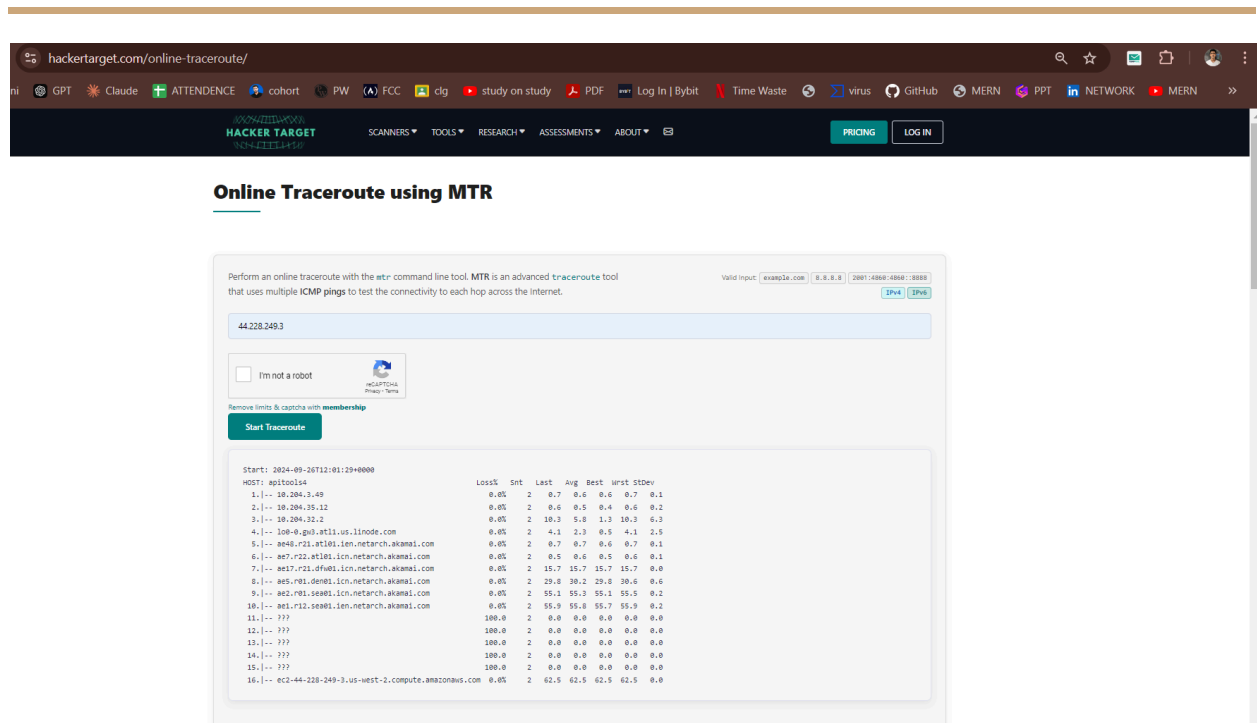 hackertarget.com/online-traceroute/
ni GPT Claude ATTENDENCE cohort PW FCC clg study on study PDF Log In | Bybit Time Waste virus GitHub MERN PPT NETWORK MERN »
HACKER TARGET SCANNERS TOOLS RESEARCH ASSESSMENTS ABOUT PRICING LOG IN
Online Traceroute using MTR
Perform an online traceroute with the mtr command line tool. MTR is an advanced traceroute tool
that uses multiple ICMP pings to test the connectivity to each hop across the Internet.
Valid Input: example.com 8.8.8.8 2001:4860:4860::8888
IPv4 IPv6
44.228.249.3
I'm not a robot
reCAPTCHA
Privacy - Terms
Remove limits & captcha with membership
Start Traceroute
Start: 2024-09-26T12:01:29+0000
HOST: apitools4 Loss% Snt Last Avg Best Wrst StDev
1.|-- 10.204.3.49 0.0% 2 0.7 0.6 0.6 0.7 0.1
2.|-- 10.204.35.12 0.0% 2 0.6 0.5 0.4 0.6 0.2
3.|-- 10.204.32.2 0.0% 2 10.3 5.8 1.3 10.3 6.3
4.|-- lo0-0.gw3.atl1.us.linode.com 0.0% 2 4.1 2.3 0.5 4.1 2.5
5.|-- ae48.r21.atl01.ien.netarch.akamai.com 0.0% 2 0.7 0.7 0.6 0.7 0.1
6.|-- ae7.r22.atl01.icn.netarch.akamai.com 0.0% 2 0.5 0.6 0.5 0.6 0.1
7.|-- ae17.r21.dfw01.icn.netarch.akamai.com 0.0% 2 15.7 15.7 15.7 15.7 0.0
8.|-- ae5.r01.den01.icn.netarch.akamai.com 0.0% 2 29.8 30.2 29.8 30.6 0.6
9.|-- ae2.r01.sea01.icn.netarch.akamai.com 0.0% 2 55.1 55.3 55.1 55.5 0.2
10.|-- ae1.r12.sea01.ien.netarch.akamai.com 0.0% 2 55.9 55.8 55.7 55.9 0.2
11.|-- ??? 100.0 2 0.0 0.0 0.0 0.0 0.0
12.|-- ??? 100.0 2 0.0 0.0 0.0 0.0 0.0
13.|-- ??? 100.0 2 0.0 0.0 0.0 0.0 0.0
14.|-- ??? 100.0 2 0.0 0.0 0.0 0.0 0.0
15.|-- ??? 100.0 2 0.0 0.0 0.0 0.0 0.0
16.|-- ec2-44-228-249-3.us-west-2.compute.amazonaws.com 0.0% 2 62.5 62.5 62.5 62.5 0.0